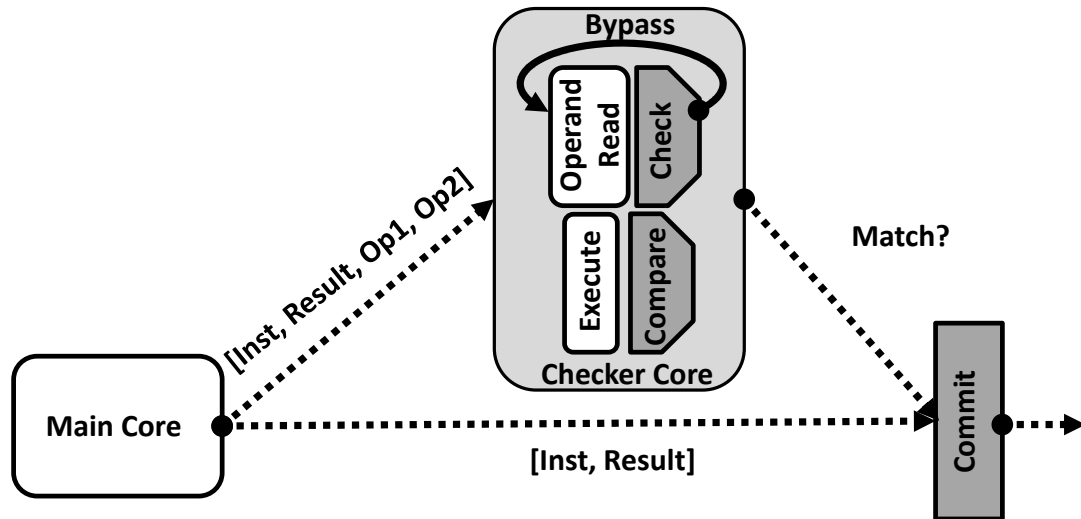 Bypass
Operand
Read
Check
Execute
Compare
Checker Core
[Inst, Result, Op1, Op2]
Match?
Main Core
[Inst, Result]
Commit